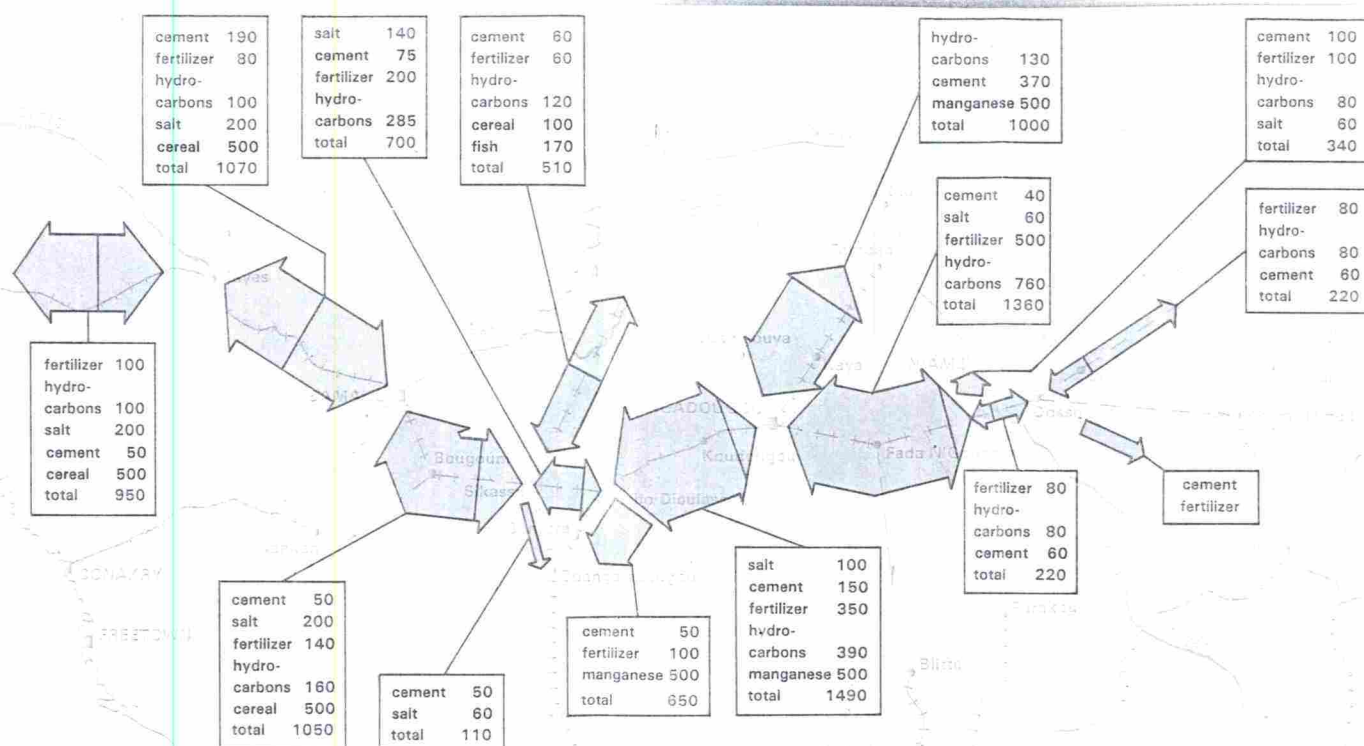 cement 190
fertilizer 80
hydro-
carbons 100
salt 200
cereal 500
total 1070
salt 140
cement 75
fertilizer 200
hydro-
carbons 285
total 700
cement 60
fertilizer 60
hydro-
carbons 120
cereal 100
fish 170
total 510
hydro-
carbons 130
cement 370
manganese 500
total 1000
cement 100
fertilizer 100
hydro-
carbons 80
salt 60
total 340
cement 40
salt 60
fertilizer 500
hydro-
carbons 760
total 1360
fertilizer 80
hydro-
carbons 80
cement 60
total 220
fertilizer 100
hydro-
carbons 100
salt 200
cement 50
cereal 500
total 950
Bougouni
Sikass
fertilizer 80
hydro-
carbons 80
cement 60
total 220
cement
fertilizer
cement 50
salt 200
fertilizer 140
hydro-
carbons 160
cereal 500
total 1050
cement 50
salt 60
total 110
cement 50
fertilizer 100
manganese 500
total 650
salt 100
cement 150
fertilizer 350
hydro-
carbons 390
manganese 500
total 1490
CONAKRY
Blitta